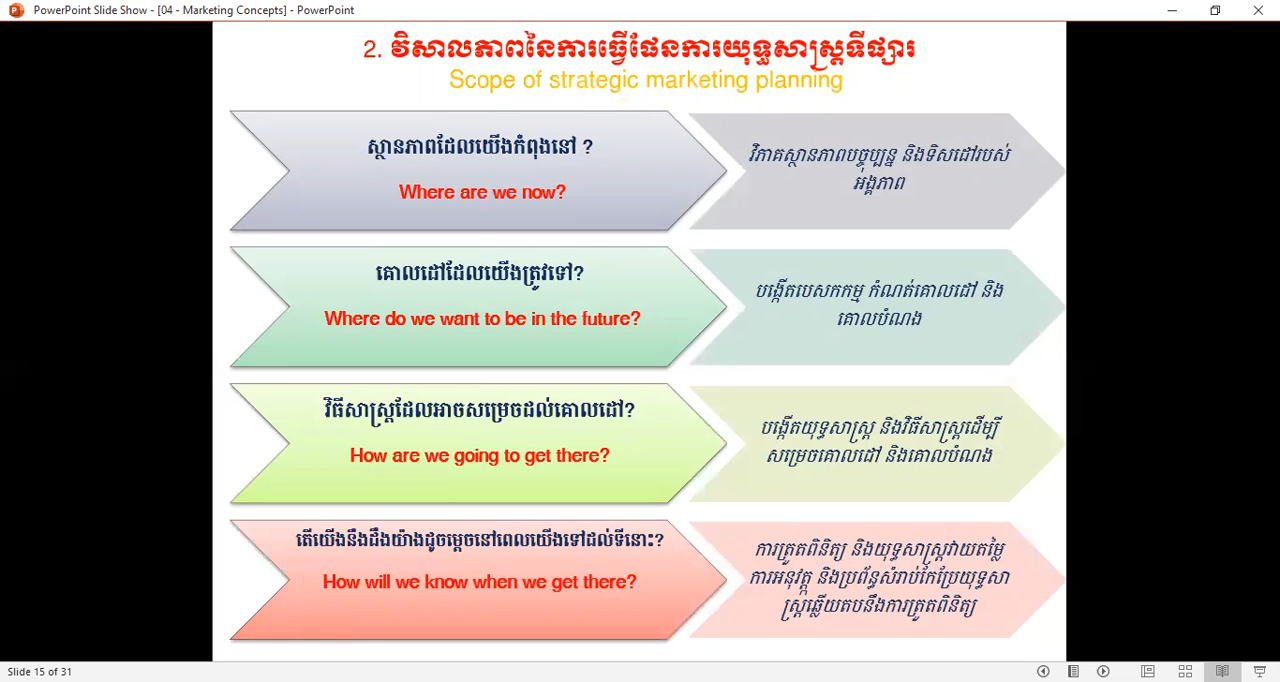 PowerPoint Slide Show - [04 - Marketing Concepts] - PowerPoint
2. វិសាលភាពនៃការធ្វើផែនការយុទ្ធសាស្ត្រទីផ្សារ
Scope of strategic marketing planning
ស្ថានភាពដែលយើងកំពុងនៅ ?
Where are we now?
វិភាគស្ថានភាពបច្ចុប្បន្ន និងទិសដៅរបស់
អង្គភាព
គោលដៅដែលយើងត្រូវទៅ?
Where do we want to be in the future?
បង្កើតបេសកកម្ម កំណត់គោលដៅ និង
គោលបំណង
វិធីសាស្ត្រដែលអាចសម្រេចដល់គោលដៅ?
How are we going to get there?
បង្កើតយុទ្ធសាស្ត្រ និងវិធីសាស្ត្រដើម្បី
សម្រេចគោលដៅ និងគោលបំណង
តើយើងនឹងដឹងយ៉ាងដូចម្តេចនៅពេលយើងទៅដល់ទីនោះ?
How will we know when we get there?
ការត្រួតពិនិត្យ និងយុទ្ធសាស្ត្រវាយតម្លៃ
ការអនុវត្ត និងប្រព័ន្ធសំរាប់កែប្រែយុទ្ធសា
ស្ត្រឆ្លើយតបនឹងការត្រួតពិនិត្យ
Slide 15 of 31